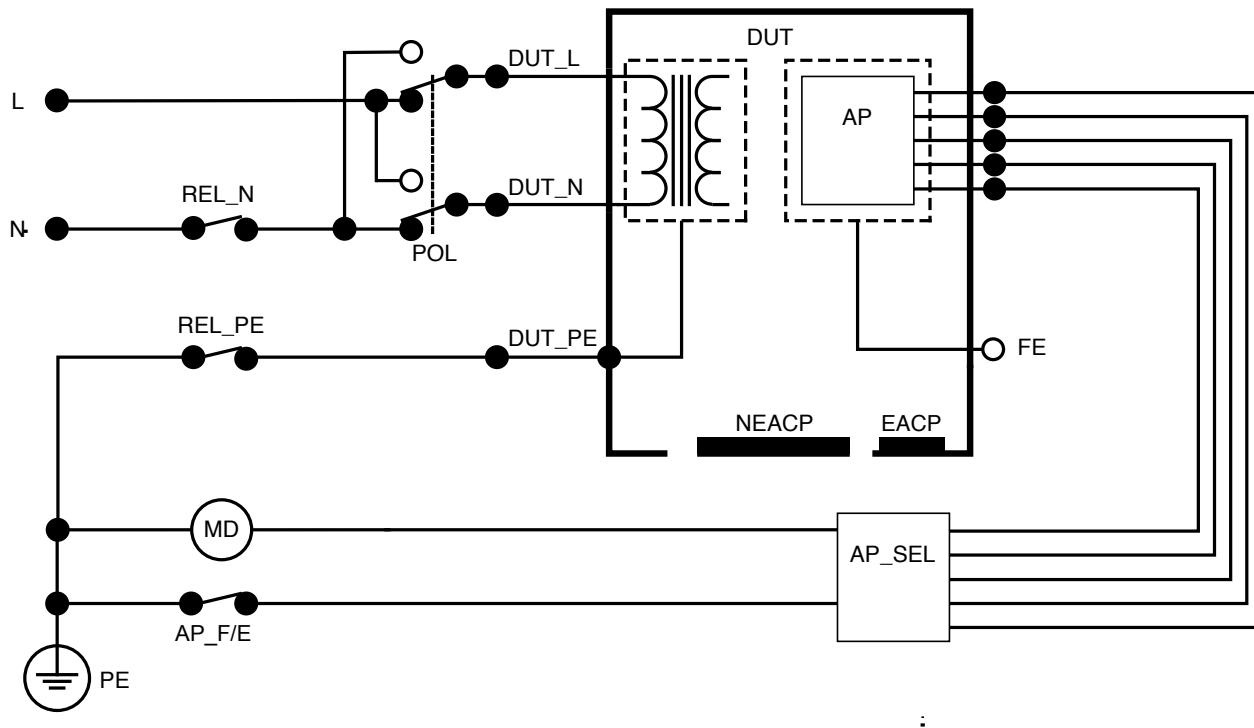 DUT
DUT_L
L
AP
DUT_N
REL_N
N
POL
REL_PE
DUT_PE
FE
NEACP
EACP
MD
AP_SEL
AP_F/E
PE